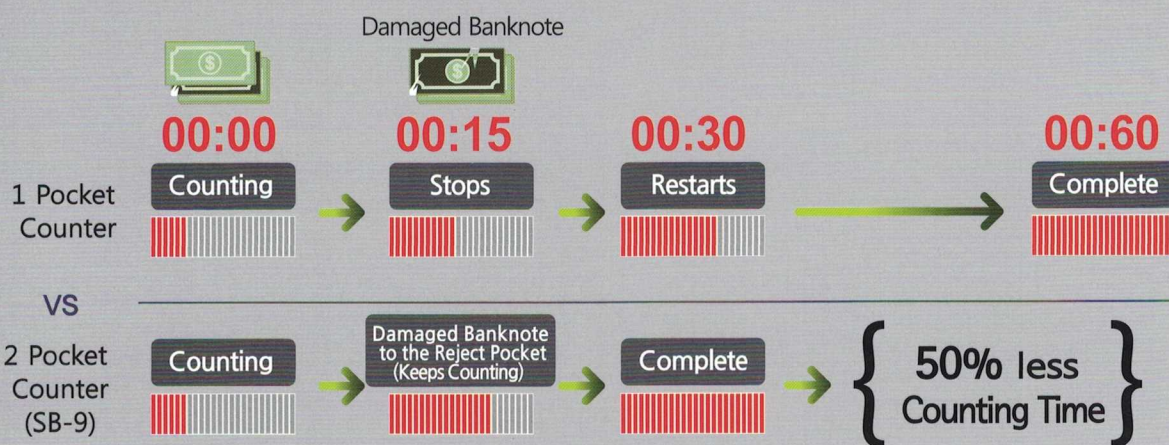 Damaged Banknote
00:00 00:15 00:30 00:60
1 Pocket
Counter
Counting Stops Restarts Complete
VS
2 Pocket
Counter
(SB-9)
Counting
Damaged Banknote
to the Reject Pocket
(Keeps Counting)
Complete
50% less
Counting Time